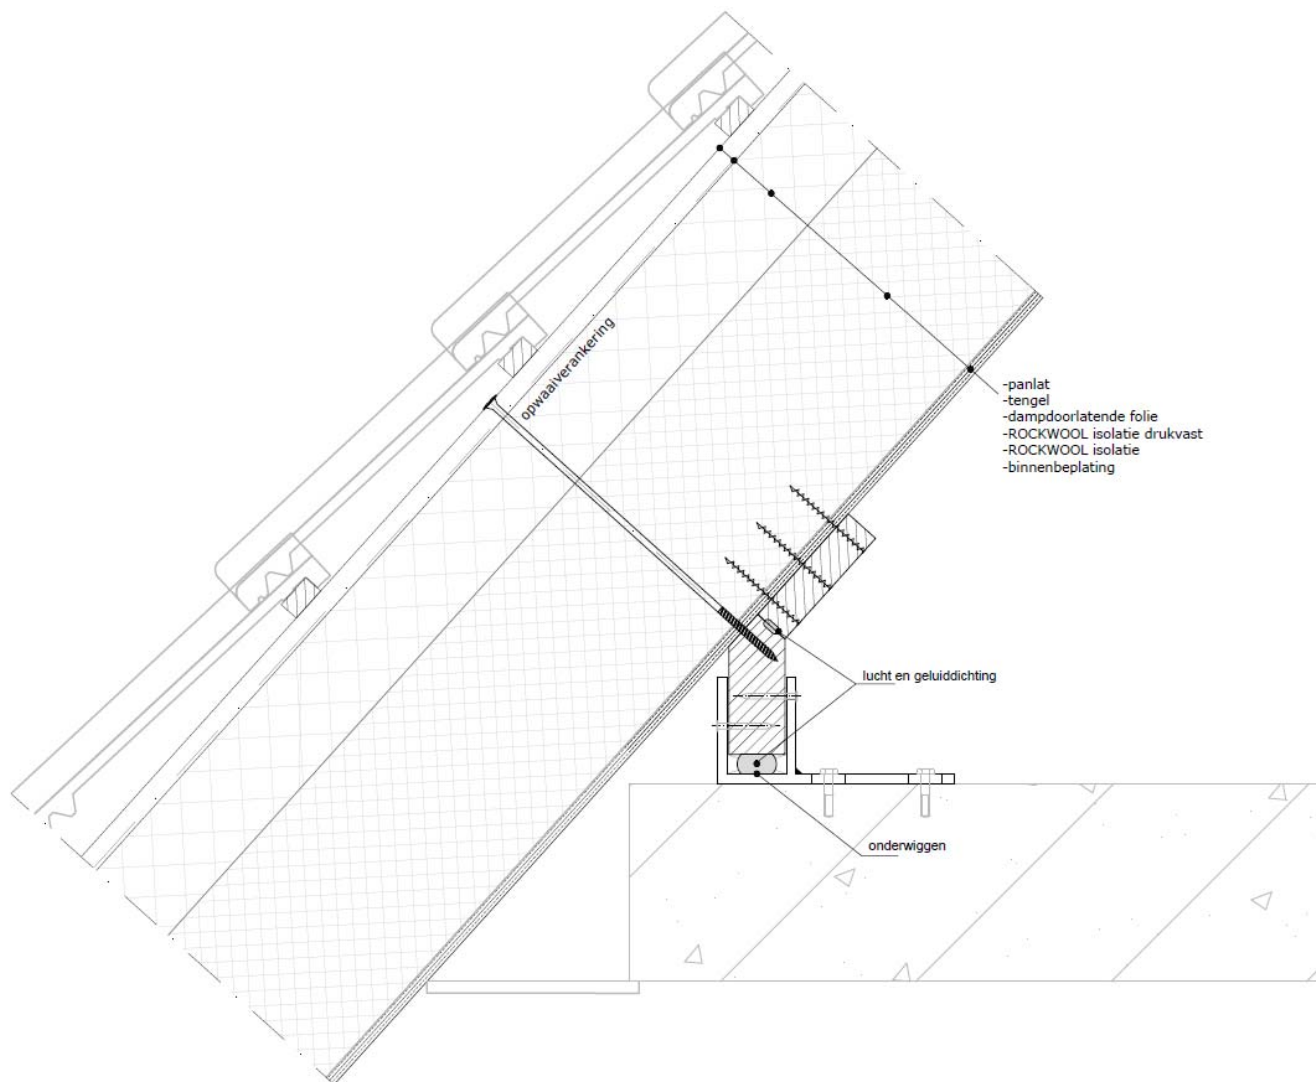 opwaaiverankering
-panlat
-tengel
-dampdoorlatende folie
-ROCKWOOL isolatie drukvast
-ROCKWOOL isolatie
-binnenbeplating
lucht en geluiddichting
onderwiggen